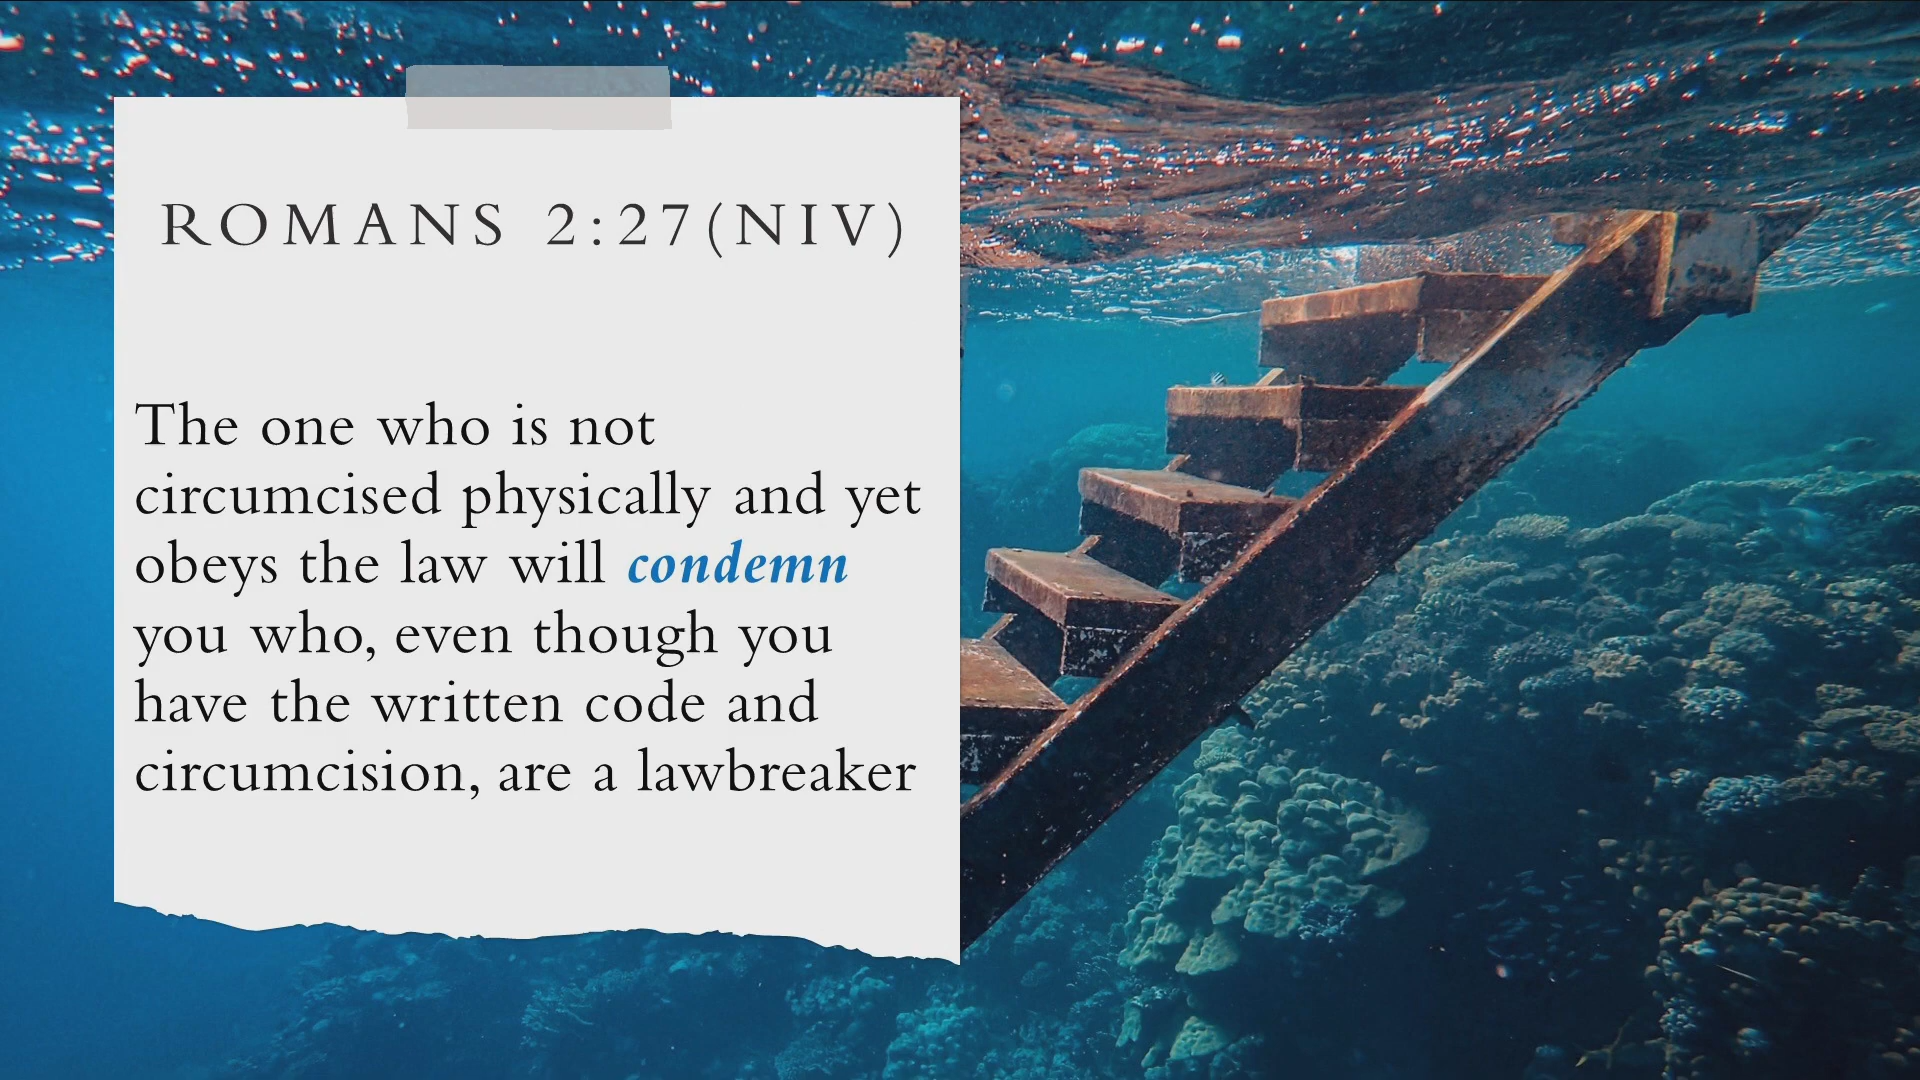 ROMANS 2:27(NIV)
The one who is not
circumcised physically and yet
obeys the law will condemn
you who, even though you
have the written code and
circumcision, are a lawbreaker